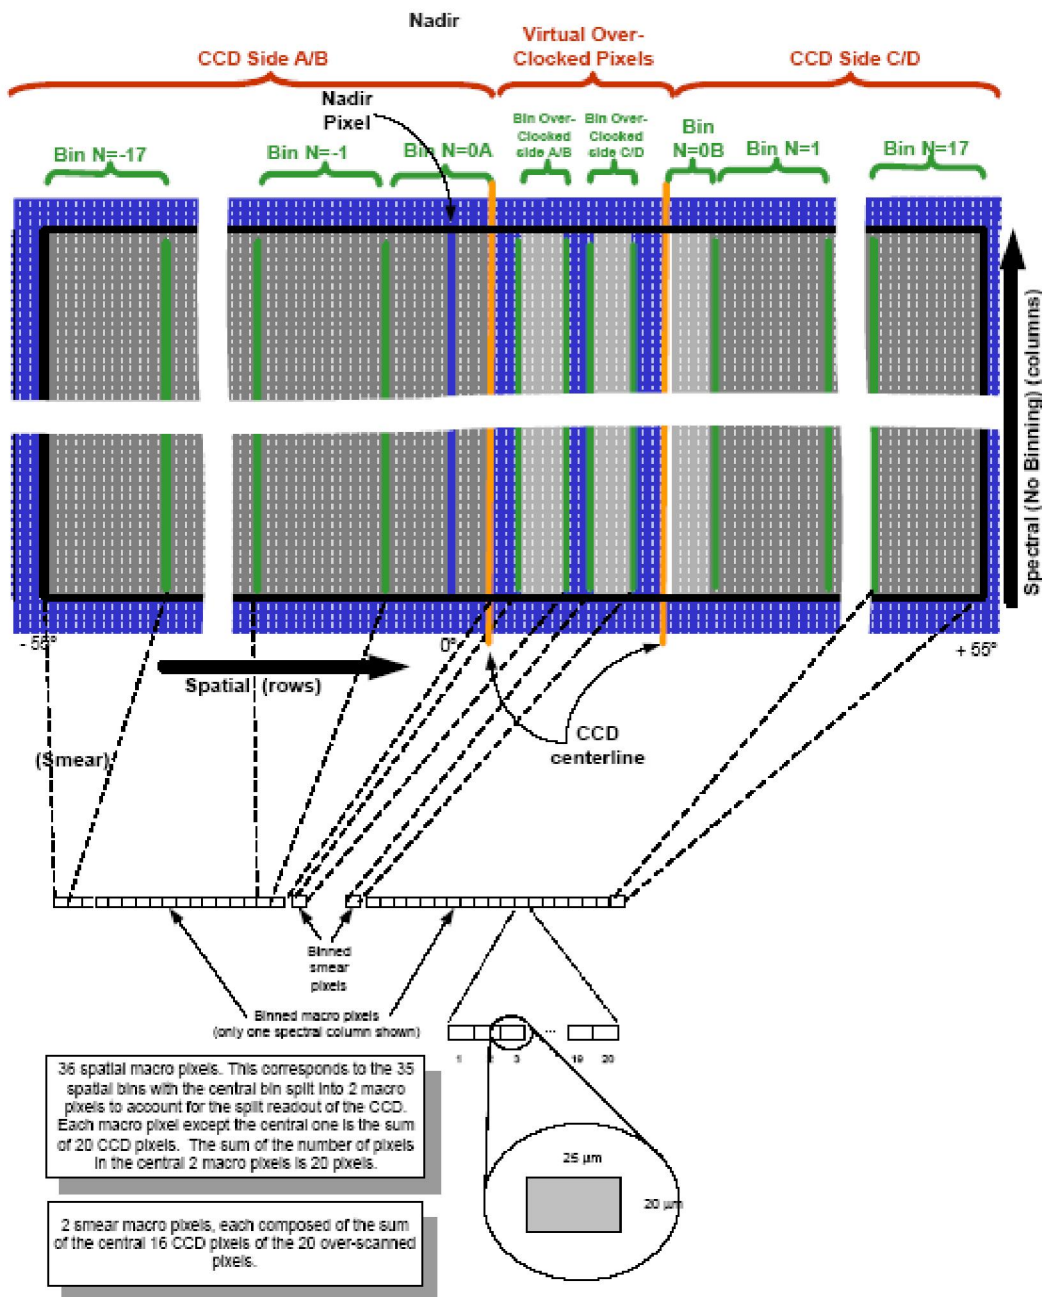 Nadir
CCD Side A/B
Virtual Over-
Clocked Pixels
CCD Side C/D
Nadir
Pixel
Bin N=-17
Bin N=-1
Bin N=0A
Bin Over-
Clocked
side A/B
Bin Over-
Clocked
side C/D
Bin
N=0B
Bin N=1
Bin N=17
Spectral (No Binning) (columns)
- 55°
0°
+ 55°
Spatial (rows)
(Smear)
CCD
centerline
Binned
smear
pixels
Binned macro pixels
(only one spectral column shown)
...
1 2 3 19 20
36 spatial macro pixels. This corresponds to the 35
spatial bins with the central bin split into 2 macro
pixels to account for the split readout of the CCD.
Each macro pixel except the central one is the sum
of 20 CCD pixels. The sum of the number of pixels
in the central 2 macro pixels is 20 pixels.
25 µm
20 µm
2 smear macro pixels, each composed of the sum
of the central 16 CCD pixels of the 20 over-scanned
pixels.